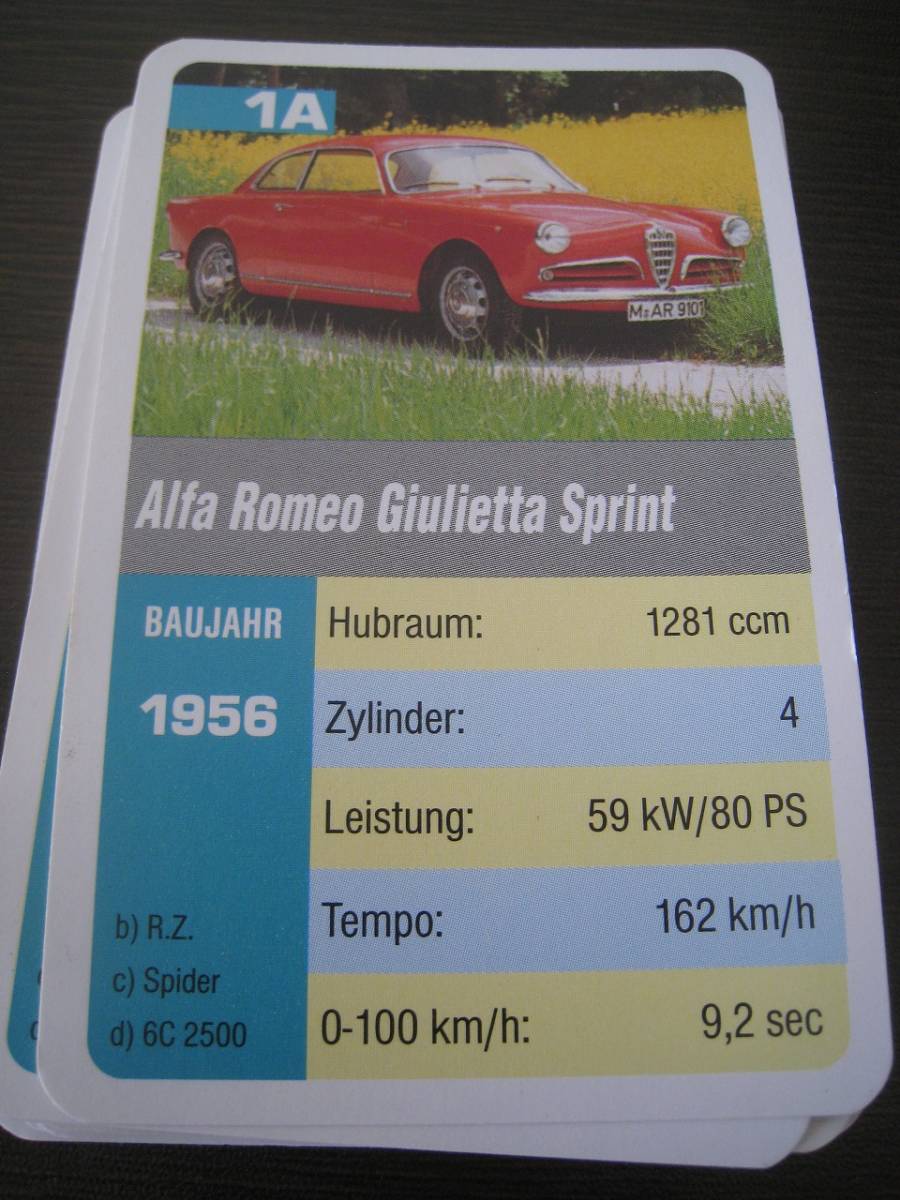 1A
M AR 9101
Alfa Romeo Giulietta Sprint
BAUJAHR
1956
Hubraum: 1281 ccm
Zylinder: 4
Leistung: 59 kW/80 PS
Tempo: 162 km/h
0-100 km/h: 9,2 sec
b) R.Z.
c) Spider
d) 6C 2500